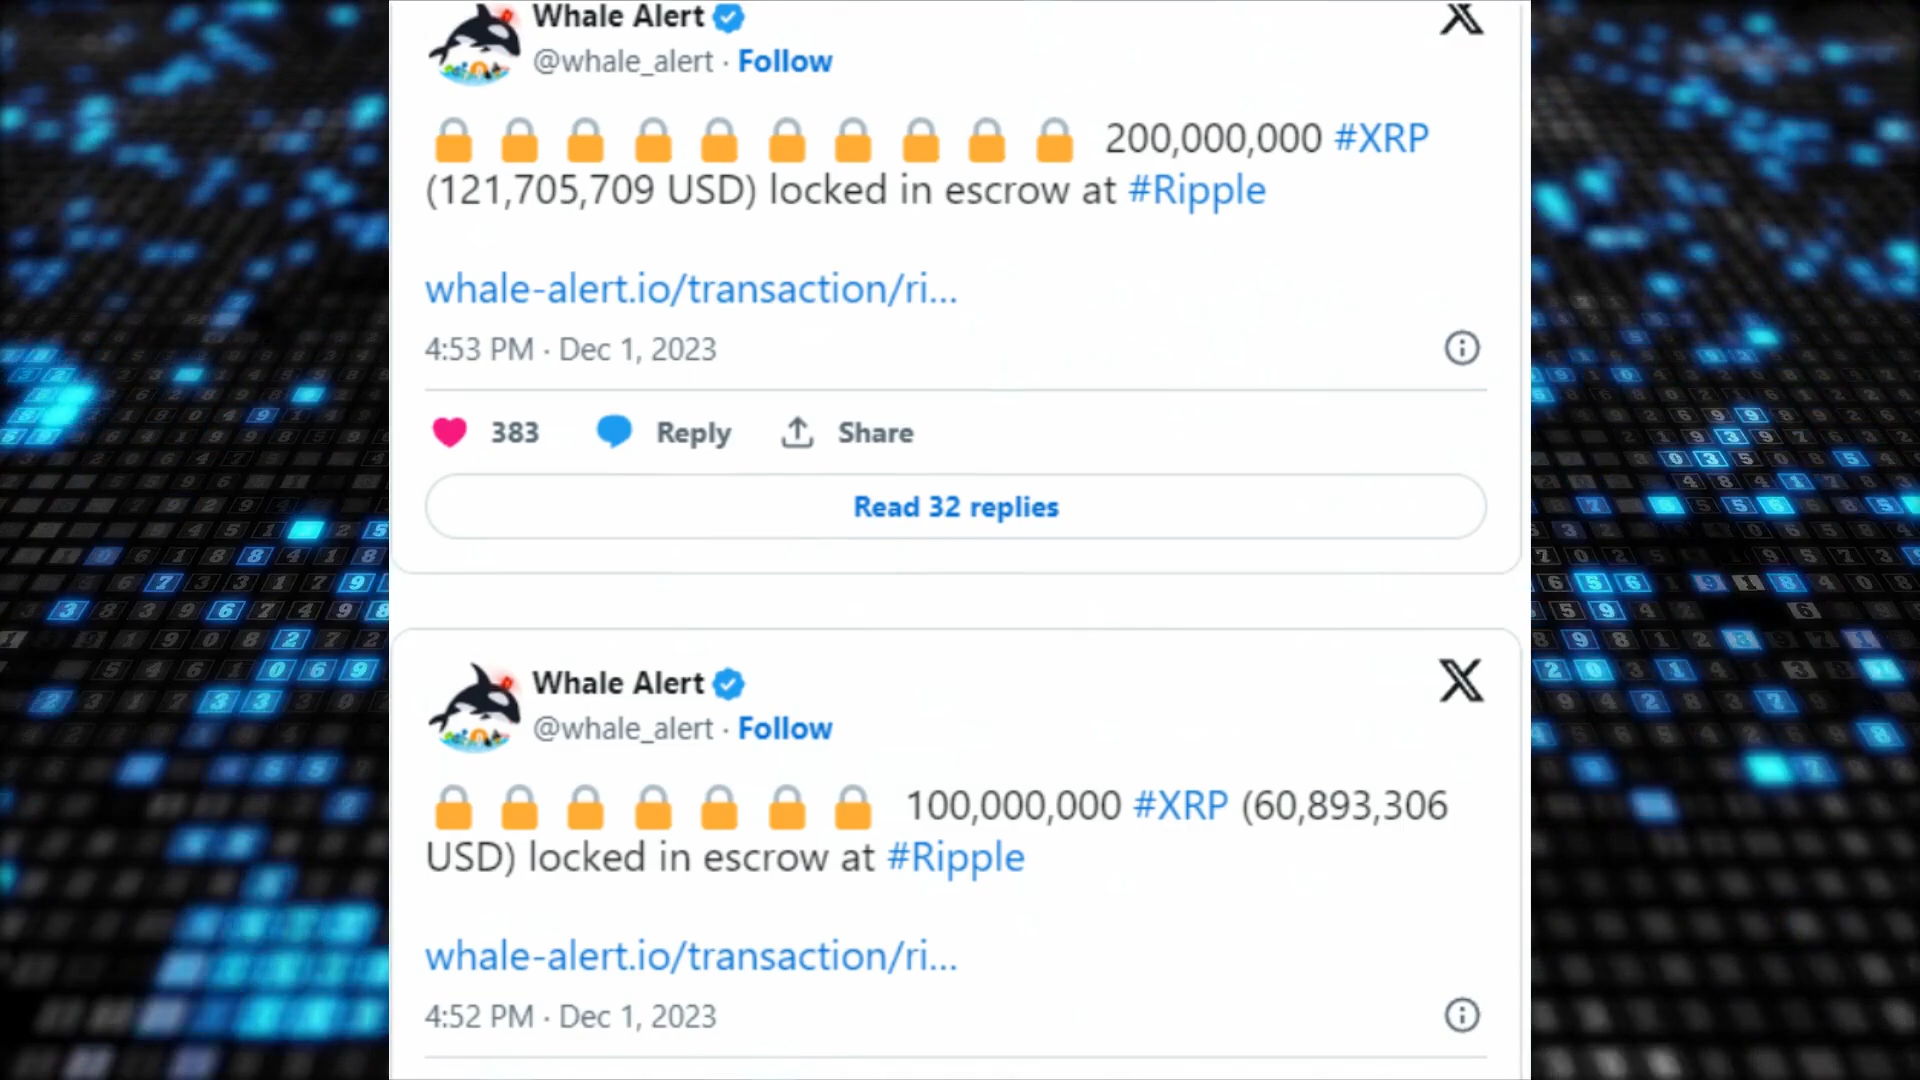 Whale Alert
@whale_alert · Follow
🔒 🔒 🔒 🔒 🔒 🔒 🔒 🔒 🔒 🔒 200,000,000 #XRP
(121,705,709 USD) locked in escrow at #Ripple
whale-alert.io/transaction/ri...
4:53 PM · Dec 1, 2023
383 Reply Share
Read 32 replies
Whale Alert
@whale_alert · Follow
🔒 🔒 🔒 🔒 🔒 🔒 🔒 100,000,000 #XRP (60,893,306
USD) locked in escrow at #Ripple
whale-alert.io/transaction/ri...
4:52 PM · Dec 1, 2023